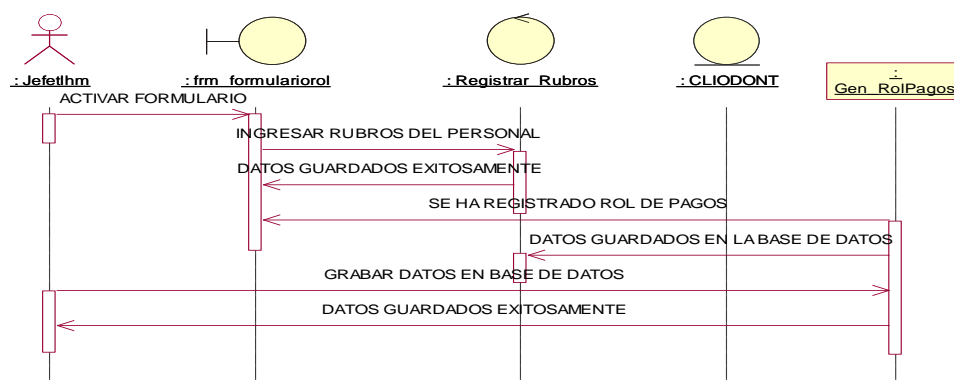 : Jefetlhm
: frm_formulariorol
: Registrar_Rubros
: CLIODONT
:
Gen_RolPagos
ACTIVAR FORMULARIO
INGRESAR RUBROS DEL PERSONAL
DATOS GUARDADOS EXITOSAMENTE
SE HA REGISTRADO ROL DE PAGOS
DATOS GUARDADOS EN LA BASE DE DATOS
GRABAR DATOS EN BASE DE DATOS
DATOS GUARDADOS EXITOSAMENTE